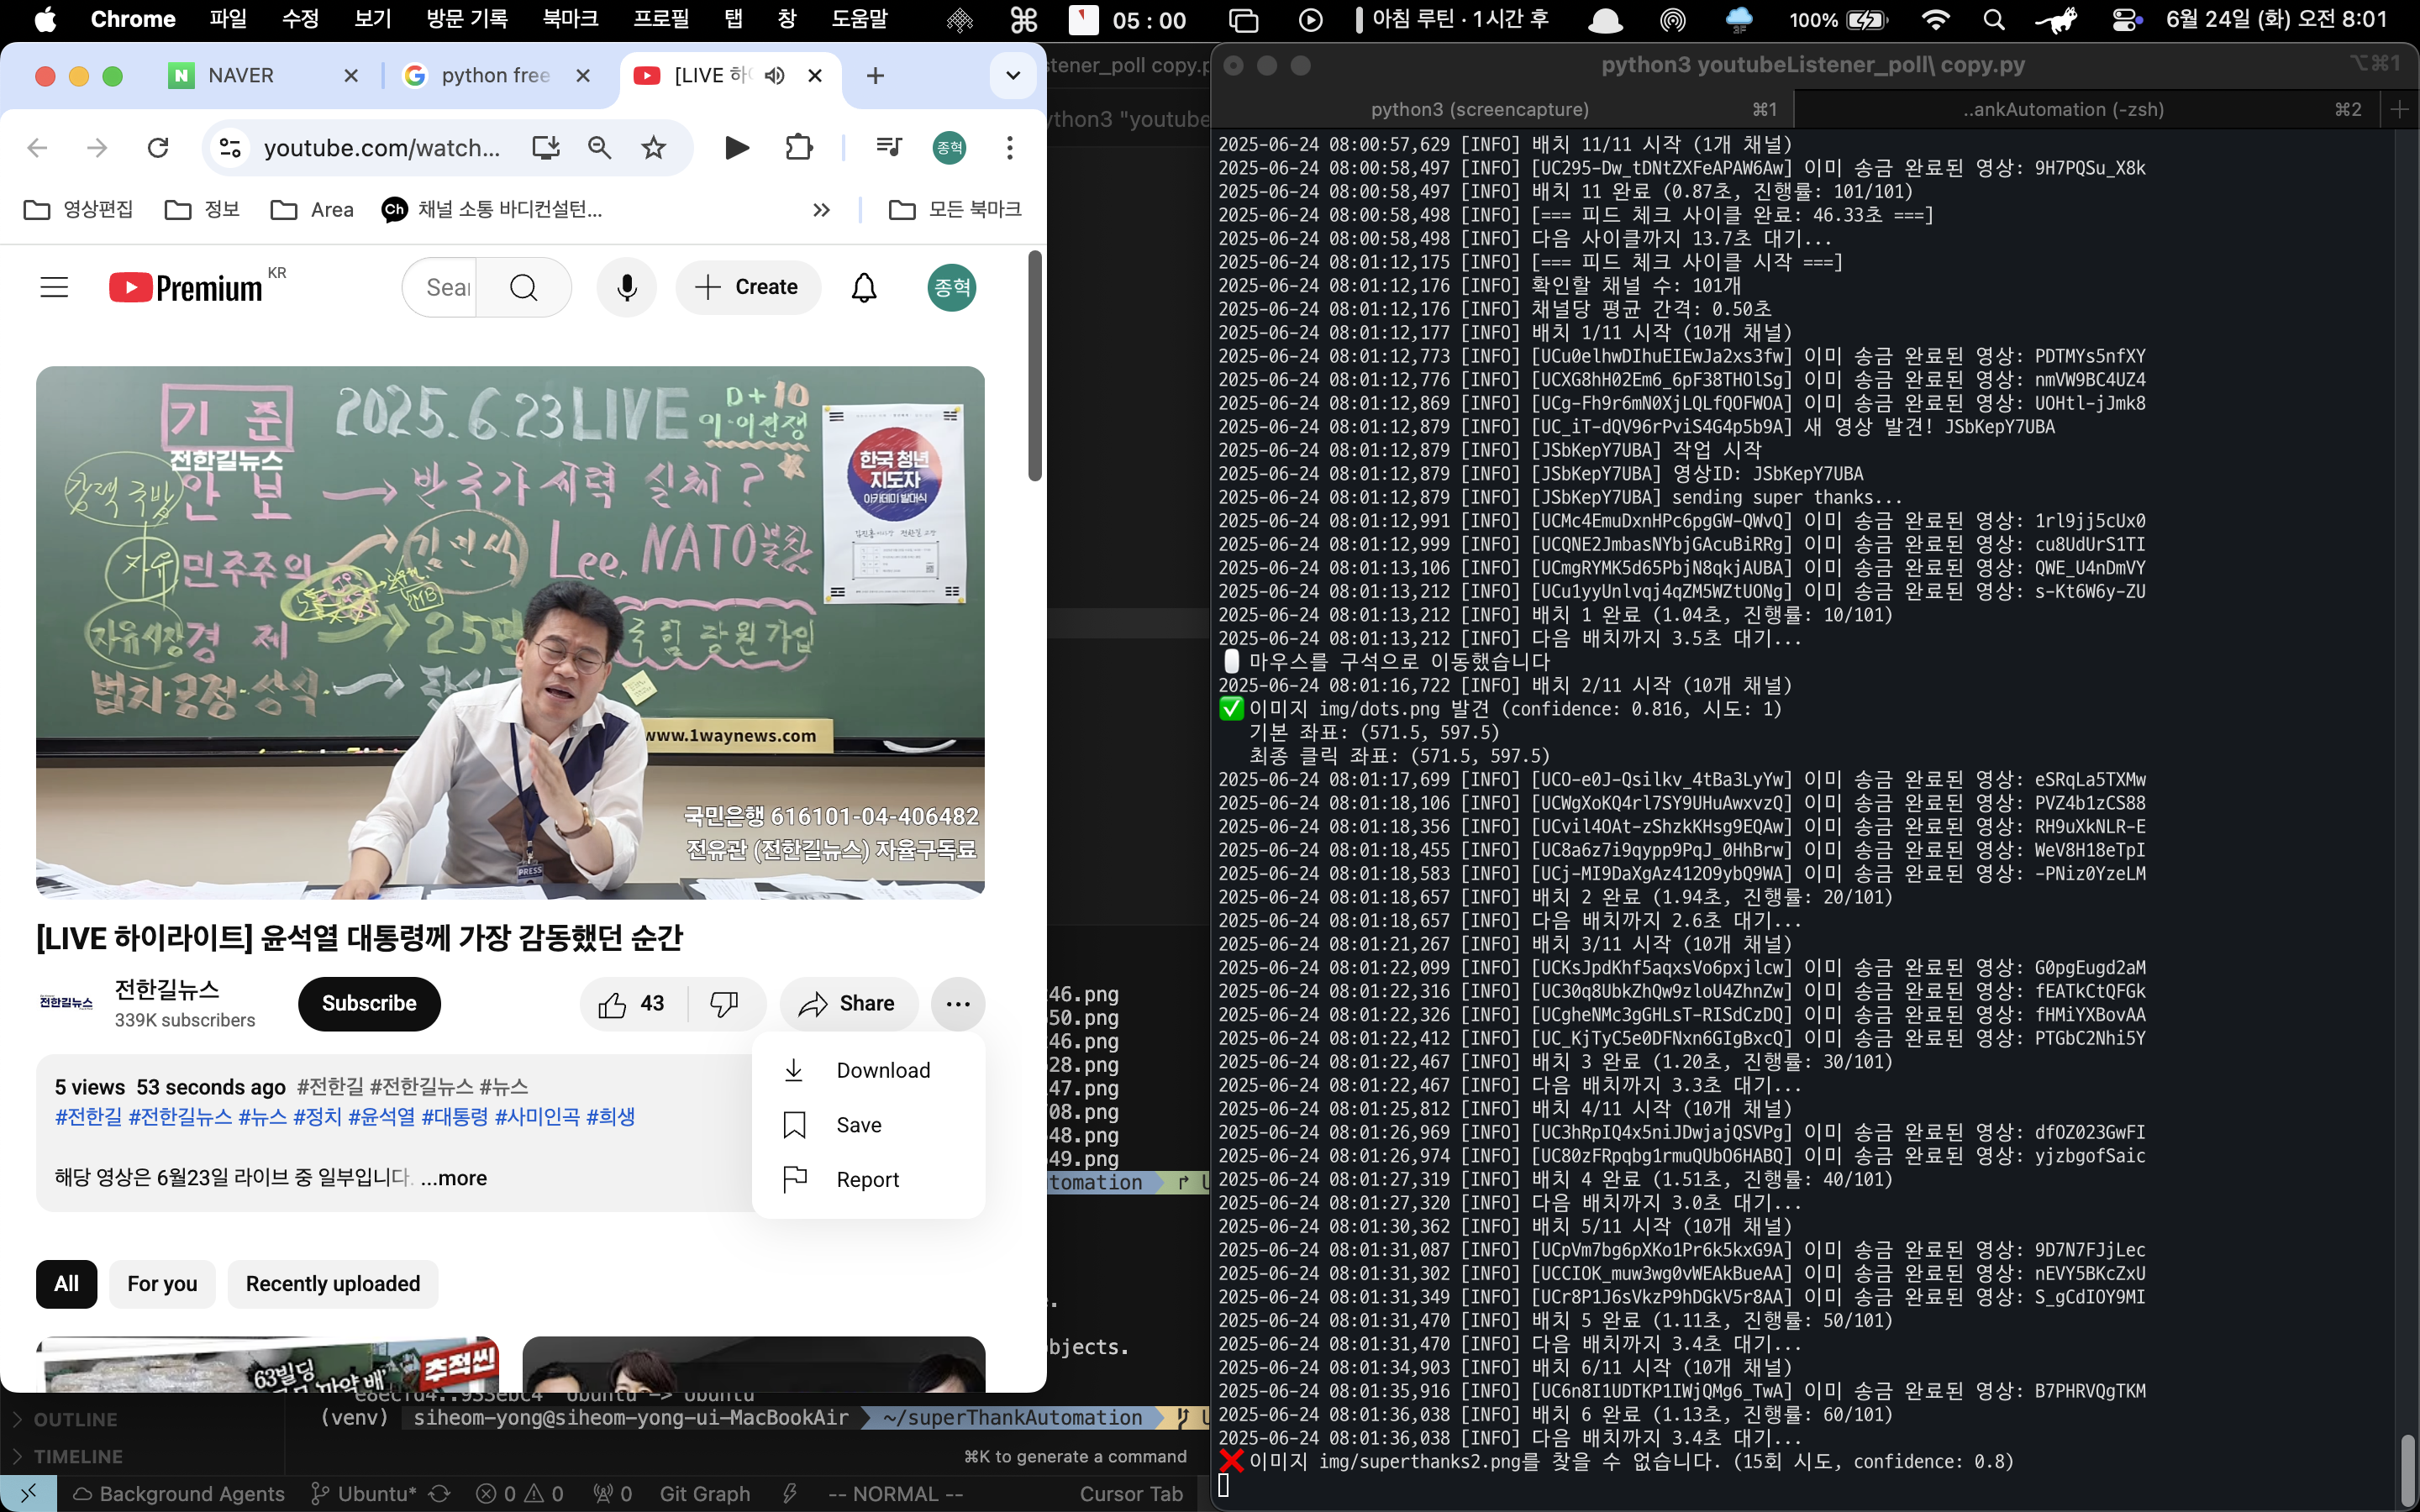 Chrome 파일 수정 보기 방문 기록 북마크 프로필 탭 창 도움말 05 : 00 아침 루틴 · 1시간 후 100% 6월 24일 (화) 오전 8:01
NAVER
python free
[LIVE 하
youtube.com/watch...
종혁
영상편집 정보 Area 채널 소통 바디컨설턴... 모든 북마크
Premium KR
Sear
Create
종혁
기준 2025.6.23 LIVE
D+10
전한길뉴스
안보
반국가 세력 실체?
자유 민주주의
Lee, NATO불참
MB
자유시장 경제
25만
법치 공정·상식
국힘 당원가입
한국 청년
지도자
아카데미 발대식
www.1waynews.com
PRESS
국민은행 616101-04-406482
전유관 (전한길뉴스) 자율구독료
[LIVE 하이라이트] 윤석열 대통령께 가장 감동했던 순간
전한길뉴스
전한길뉴스
339K subscribers
Subscribe
43
Share
Download
Save
Report
5 views 53 seconds ago #전한길 #전한길뉴스 #뉴스
#전한길 #전한길뉴스 #뉴스 #정치 #윤석열 #대통령 #사미인곡 #희생
해당 영상은 6월23일 라이브 중 일부입니다. ...more
All
For you
Recently uploaded
63빌딩
추적씬
stener_poll copy.p
ython3 "youtube
46.png
50.png
46.png
28.png
47.png
08.png
48.png
49.png
tomation
bjects.
e8ecfd4..933ebc4 Ubuntu -> Ubuntu
(venv) siheom-yong@siheom-yong-ui-MacBookAir ~/superThankAutomation
OUTLINE
TIMELINE
⌘K to generate a command
Background Agents Ubuntu* 0 0 0 Git Graph -- NORMAL -- Cursor Tab
python3 youtubeListener_poll\ copy.py ⌥⌘1
python3 (screencapture) ⌘1
..ankAutomation (-zsh) ⌘2
2025-06-24 08:00:57,629 [INFO] 배치 11/11 시작 (1개 채널)
2025-06-24 08:00:58,497 [INFO] [UC295-Dw_tDNtZXFeAPAW6Aw] 이미 송금 완료된 영상: 9H7PQSu_X8k
2025-06-24 08:00:58,497 [INFO] 배치 11 완료 (0.87초, 진행률: 101/101)
2025-06-24 08:00:58,498 [INFO] [=== 피드 체크 사이클 완료: 46.33초 ===]
2025-06-24 08:00:58,498 [INFO] 다음 사이클까지 13.7초 대기...
2025-06-24 08:01:12,175 [INFO] [=== 피드 체크 사이클 시작 ===]
2025-06-24 08:01:12,176 [INFO] 확인할 채널 수: 101개
2025-06-24 08:01:12,176 [INFO] 채널당 평균 간격: 0.50초
2025-06-24 08:01:12,177 [INFO] 배치 1/11 시작 (10개 채널)
2025-06-24 08:01:12,773 [INFO] [UCu0elhwDIhuEIEwJa2xs3fw] 이미 송금 완료된 영상: PDTMYs5nfXY
2025-06-24 08:01:12,776 [INFO] [UCXG8hH02Em6_6pF38THOlSg] 이미 송금 완료된 영상: nmVW9BC4UZ4
2025-06-24 08:01:12,869 [INFO] [UCg-Fh9r6mN0XjLQLfQOFWOA] 이미 송금 완료된 영상: UOHtl-jJmk8
2025-06-24 08:01:12,879 [INFO] [UC_iT-dQV96rPviS4G4p5b9A] 새 영상 발견! JSbKepY7UBA
2025-06-24 08:01:12,879 [INFO] [JSbKepY7UBA] 작업 시작
2025-06-24 08:01:12,879 [INFO] [JSbKepY7UBA] 영상ID: JSbKepY7UBA
2025-06-24 08:01:12,879 [INFO] [JSbKepY7UBA] sending super thanks...
2025-06-24 08:01:12,991 [INFO] [UCMc4EmuDxnHPc6pgGW-QWvQ] 이미 송금 완료된 영상: 1rl9jj5cUx0
2025-06-24 08:01:12,999 [INFO] [UCQNE2JmbasNYbjGAcuBiRRg] 이미 송금 완료된 영상: cu8UdUrS1TI
2025-06-24 08:01:13,106 [INFO] [UCmgRYMK5d65PbjN8qkjAUBA] 이미 송금 완료된 영상: QWE_U4nDmVY
2025-06-24 08:01:13,212 [INFO] [UCu1yyUnlvqj4qZM5WZtUONg] 이미 송금 완료된 영상: s-Kt6W6y-ZU
2025-06-24 08:01:13,212 [INFO] 배치 1 완료 (1.04초, 진행률: 10/101)
2025-06-24 08:01:13,212 [INFO] 다음 배치까지 3.5초 대기...
마우스를 구석으로 이동했습니다
2025-06-24 08:01:16,722 [INFO] 배치 2/11 시작 (10개 채널)
✅ 이미지 img/dots.png 발견 (confidence: 0.816, 시도: 1)
기본 좌표: (571.5, 597.5)
최종 클릭 좌표: (571.5, 597.5)
2025-06-24 08:01:17,699 [INFO] [UCO-e0J-Qsilkv_4tBa3LyYw] 이미 송금 완료된 영상: eSRqLa5TXMw
2025-06-24 08:01:18,106 [INFO] [UCWgXoKQ4rl7SY9UHuAwxvzQ] 이미 송금 완료된 영상: PVZ4b1zCS88
2025-06-24 08:01:18,356 [INFO] [UCvil4OAt-zShzkKHsg9EQAw] 이미 송금 완료된 영상: RH9uXkNLR-E
2025-06-24 08:01:18,455 [INFO] [UC8a6z7i9qypp9PqJ_0HhBrw] 이미 송금 완료된 영상: WeV8H18eTpI
2025-06-24 08:01:18,583 [INFO] [UCj-MI9DaXgAz412O9ybQ9WA] 이미 송금 완료된 영상: -PNiz0YzeLM
2025-06-24 08:01:18,657 [INFO] 배치 2 완료 (1.94초, 진행률: 20/101)
2025-06-24 08:01:18,657 [INFO] 다음 배치까지 2.6초 대기...
2025-06-24 08:01:21,267 [INFO] 배치 3/11 시작 (10개 채널)
2025-06-24 08:01:22,099 [INFO] [UCKsJpdKhf5aqxsVo6pxjlcw] 이미 송금 완료된 영상: G0pgEugd2aM
2025-06-24 08:01:22,316 [INFO] [UC30q8UbkZhQw9zloU4ZhnZw] 이미 송금 완료된 영상: fEATkCtQFGk
2025-06-24 08:01:22,326 [INFO] [UCgheNMc3gGHLsT-RISdCzDQ] 이미 송금 완료된 영상: fHMiYXBovAA
2025-06-24 08:01:22,412 [INFO] [UC_KjTyC5e0DFNxn6GIgBxcQ] 이미 송금 완료된 영상: PTGbC2Nhi5Y
2025-06-24 08:01:22,467 [INFO] 배치 3 완료 (1.20초, 진행률: 30/101)
2025-06-24 08:01:22,467 [INFO] 다음 배치까지 3.3초 대기...
2025-06-24 08:01:25,812 [INFO] 배치 4/11 시작 (10개 채널)
2025-06-24 08:01:26,969 [INFO] [UC3hRpIQ4x5niJDwjajQSVPg] 이미 송금 완료된 영상: dfOZ023GwFI
2025-06-24 08:01:26,974 [INFO] [UC80zFRpqbg1rmuQUbO6HABQ] 이미 송금 완료된 영상: yjzbgofSaic
2025-06-24 08:01:27,319 [INFO] 배치 4 완료 (1.51초, 진행률: 40/101)
2025-06-24 08:01:27,320 [INFO] 다음 배치까지 3.0초 대기...
2025-06-24 08:01:30,362 [INFO] 배치 5/11 시작 (10개 채널)
2025-06-24 08:01:31,087 [INFO] [UCpVm7bg6pXKo1Pr6k5kxG9A] 이미 송금 완료된 영상: 9D7N7FJjLec
2025-06-24 08:01:31,302 [INFO] [UCCIOK_muw3wg0vWEAkBueAA] 이미 송금 완료된 영상: nEVY5BKcZxU
2025-06-24 08:01:31,349 [INFO] [UCr8P1J6sVkzP9hDGkV5r8AA] 이미 송금 완료된 영상: S_gCdIOY9MI
2025-06-24 08:01:31,470 [INFO] 배치 5 완료 (1.11초, 진행률: 50/101)
2025-06-24 08:01:31,470 [INFO] 다음 배치까지 3.4초 대기...
2025-06-24 08:01:34,903 [INFO] 배치 6/11 시작 (10개 채널)
2025-06-24 08:01:35,916 [INFO] [UC6n8I1UDTKP1IWjQMg6_TwA] 이미 송금 완료된 영상: B7PHRVQgTKM
2025-06-24 08:01:36,038 [INFO] 배치 6 완료 (1.13초, 진행률: 60/101)
2025-06-24 08:01:36,038 [INFO] 다음 배치까지 3.4초 대기...
❌ 이미지 img/superthanks2.png를 찾을 수 없습니다. (15회 시도, confidence: 0.8)